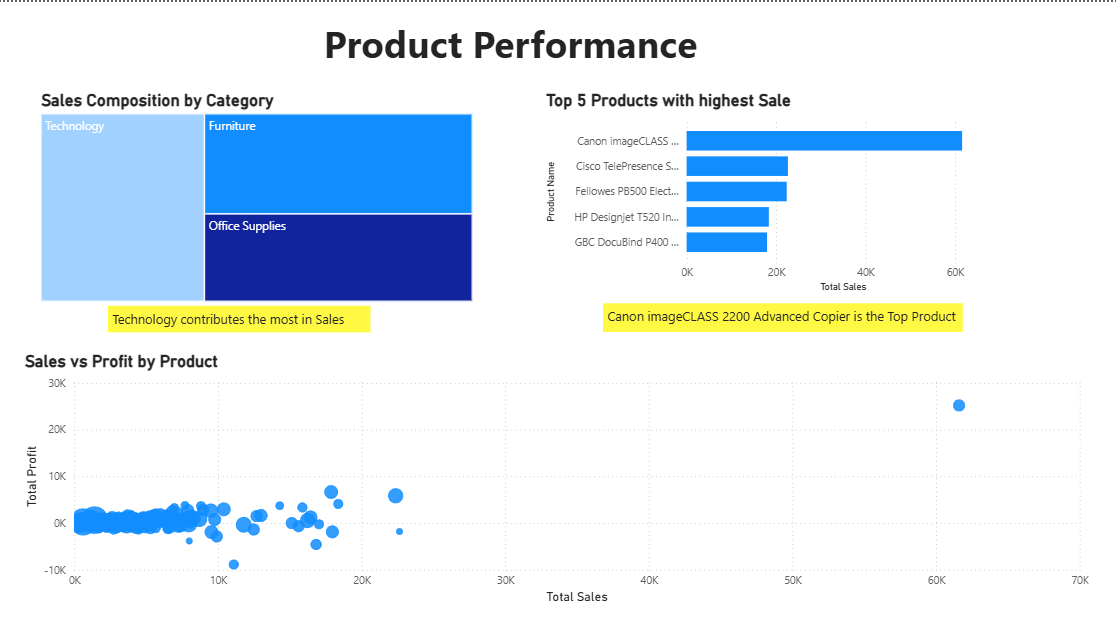 Product Performance
Sales Composition by Category
Technology
Furniture
Office Supplies
Technology contributes the most in Sales
Top 5 Products with highest Sale
Product Name
Canon imageCLASS ...
Cisco TelePresence S...
Fellowes PB500 Elect...
HP Designjet T520 In...
GBC DocuBind P400 ...
0K 20K 40K 60K
Total Sales
Canon imageCLASS 2200 Advanced Copier is the Top Product
Sales vs Profit by Product
Total Profit
30K
20K
10K
0K
-10K
0K 10K 20K 30K 40K 50K 60K 70K
Total Sales